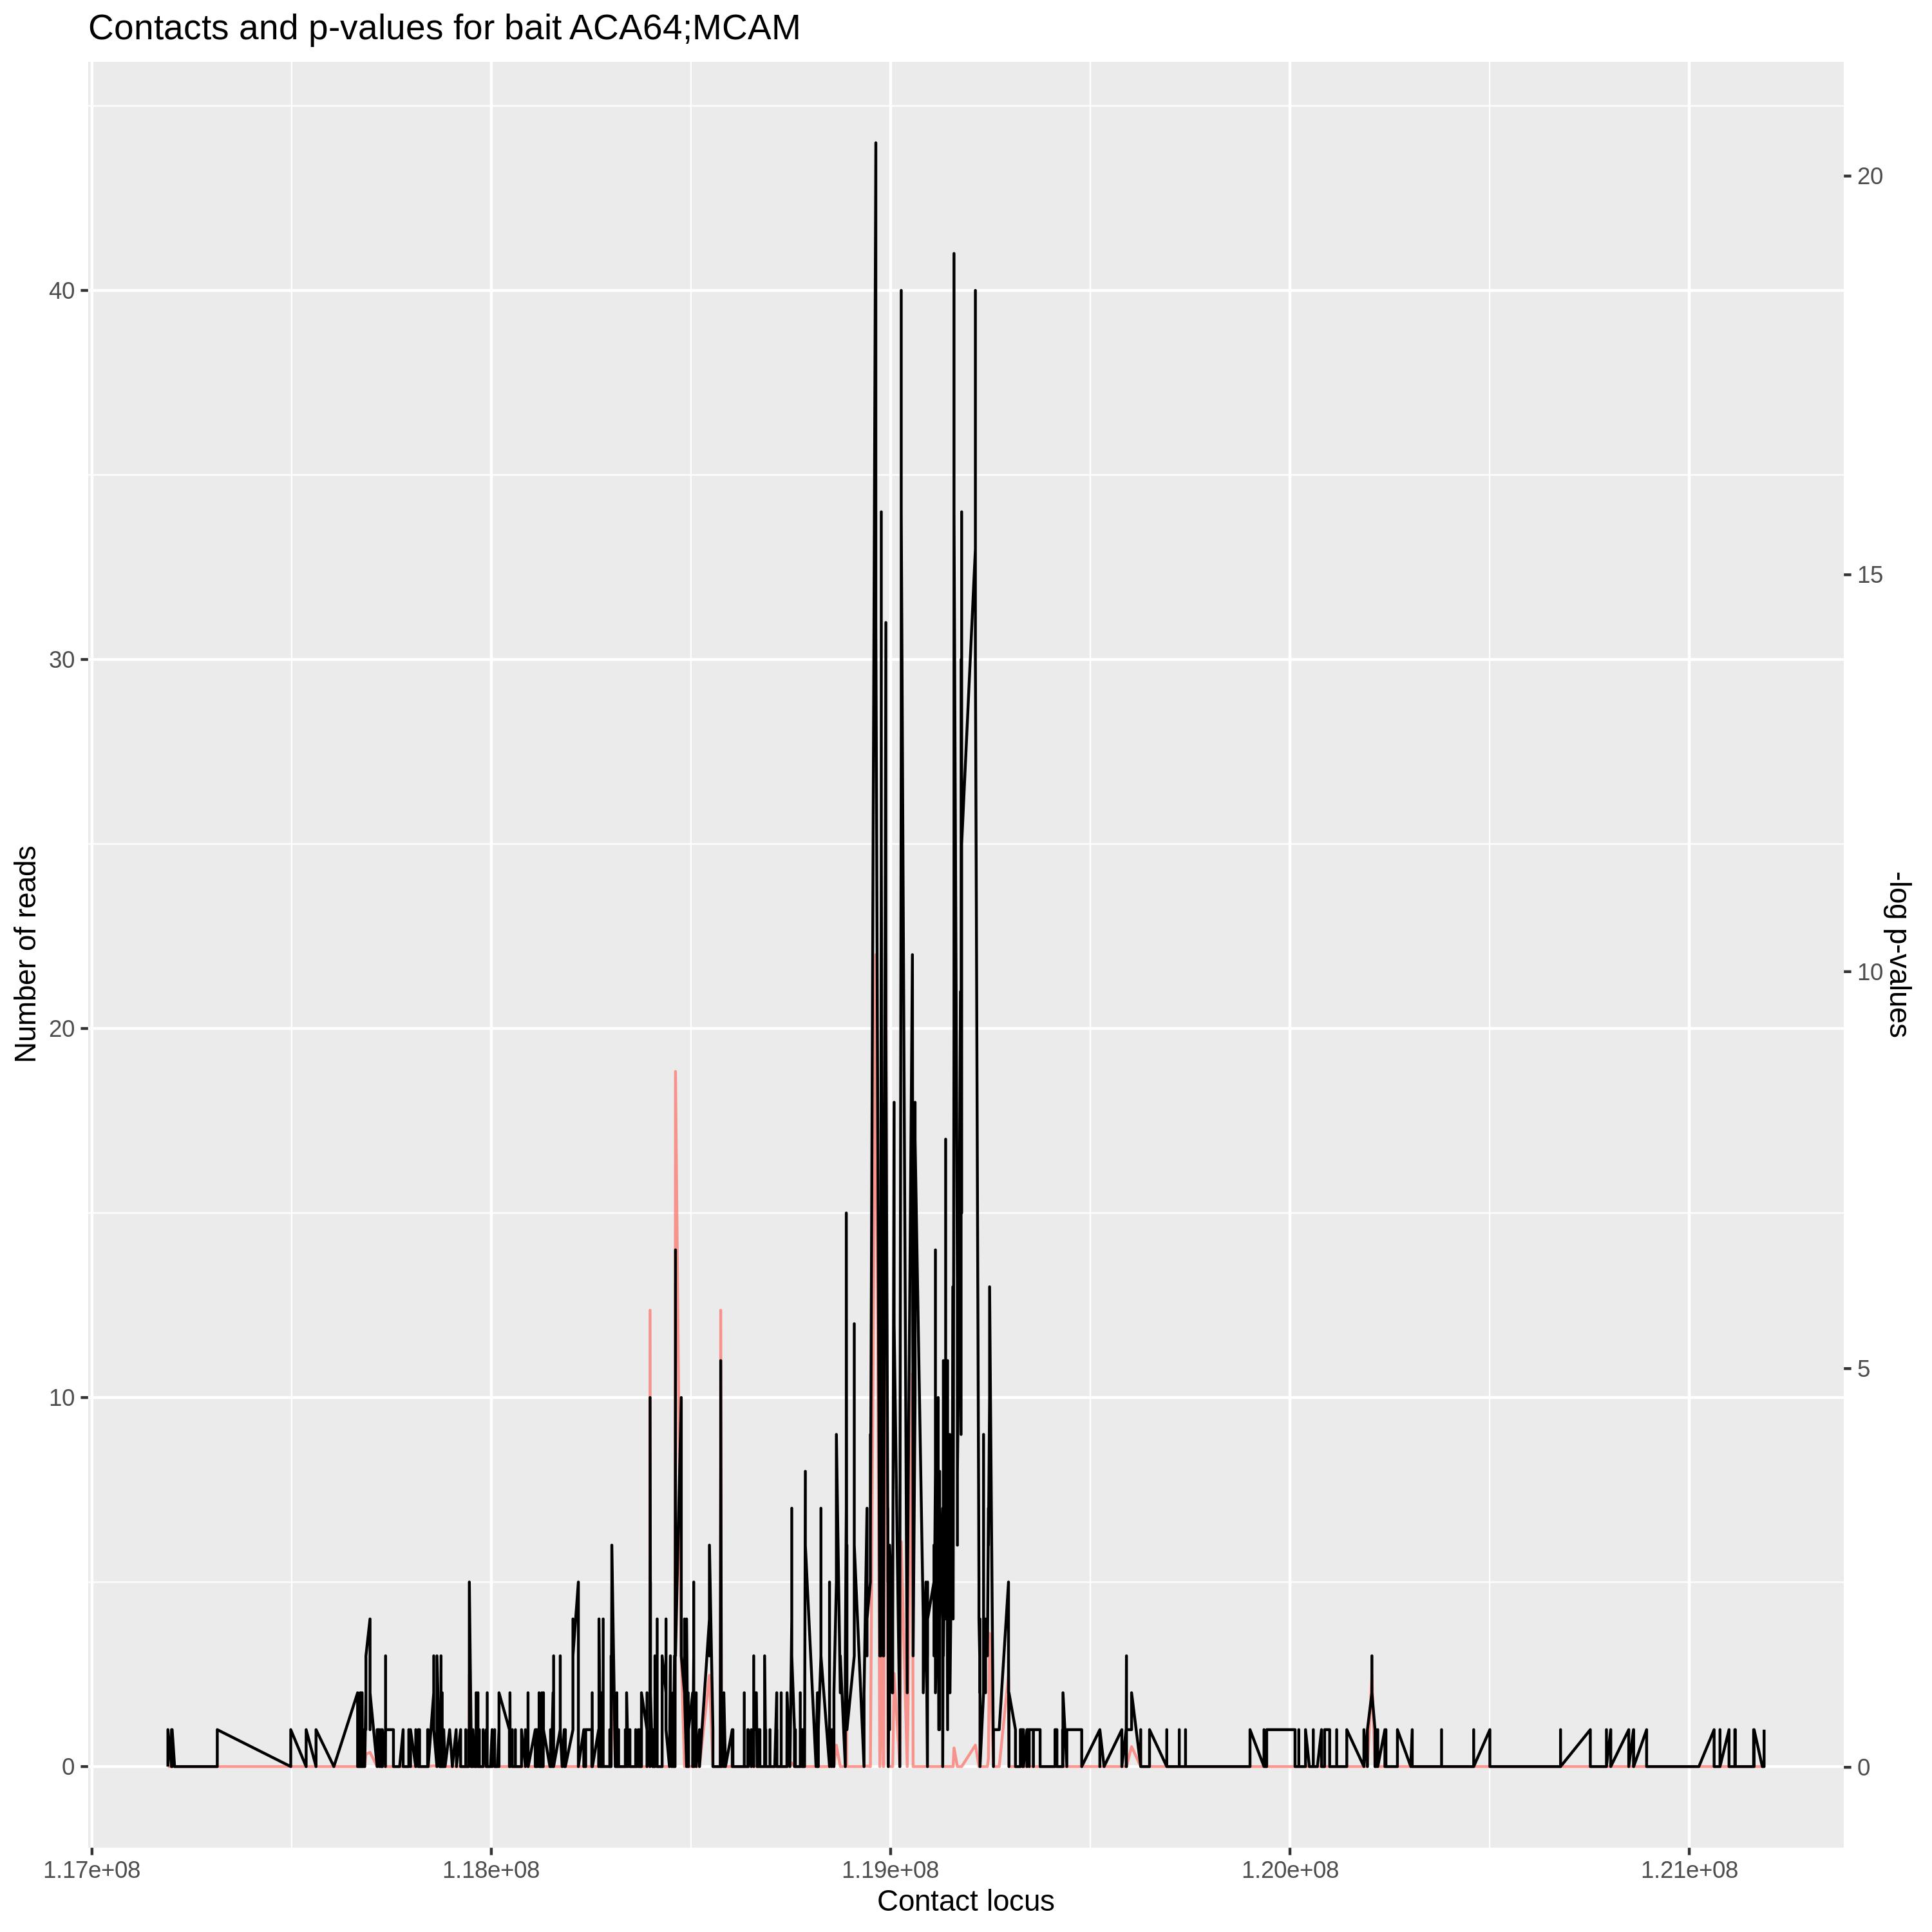 Contacts and p-values for bait ACA64;MCAM
Number of reads
40
30
20
10
0
20
15
10
5
0
-log p-values
1.17e+08
1.18e+08
1.19e+08
1.20e+08
1.21e+08
Contact locus